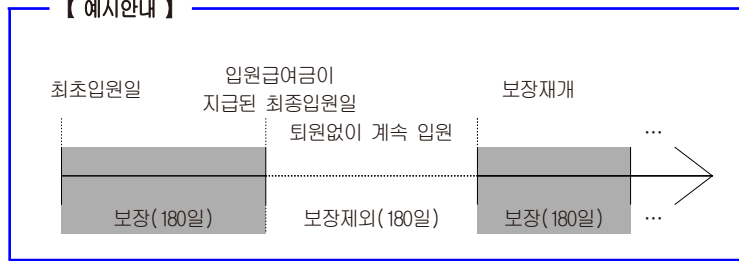 【 예시안내 】
최초입원일
입원급여금이
지급된 최종입원일
보장재개
퇴원없이 계속 입원
…
보장(180일)
보장제외(180일)
보장(180일)
…